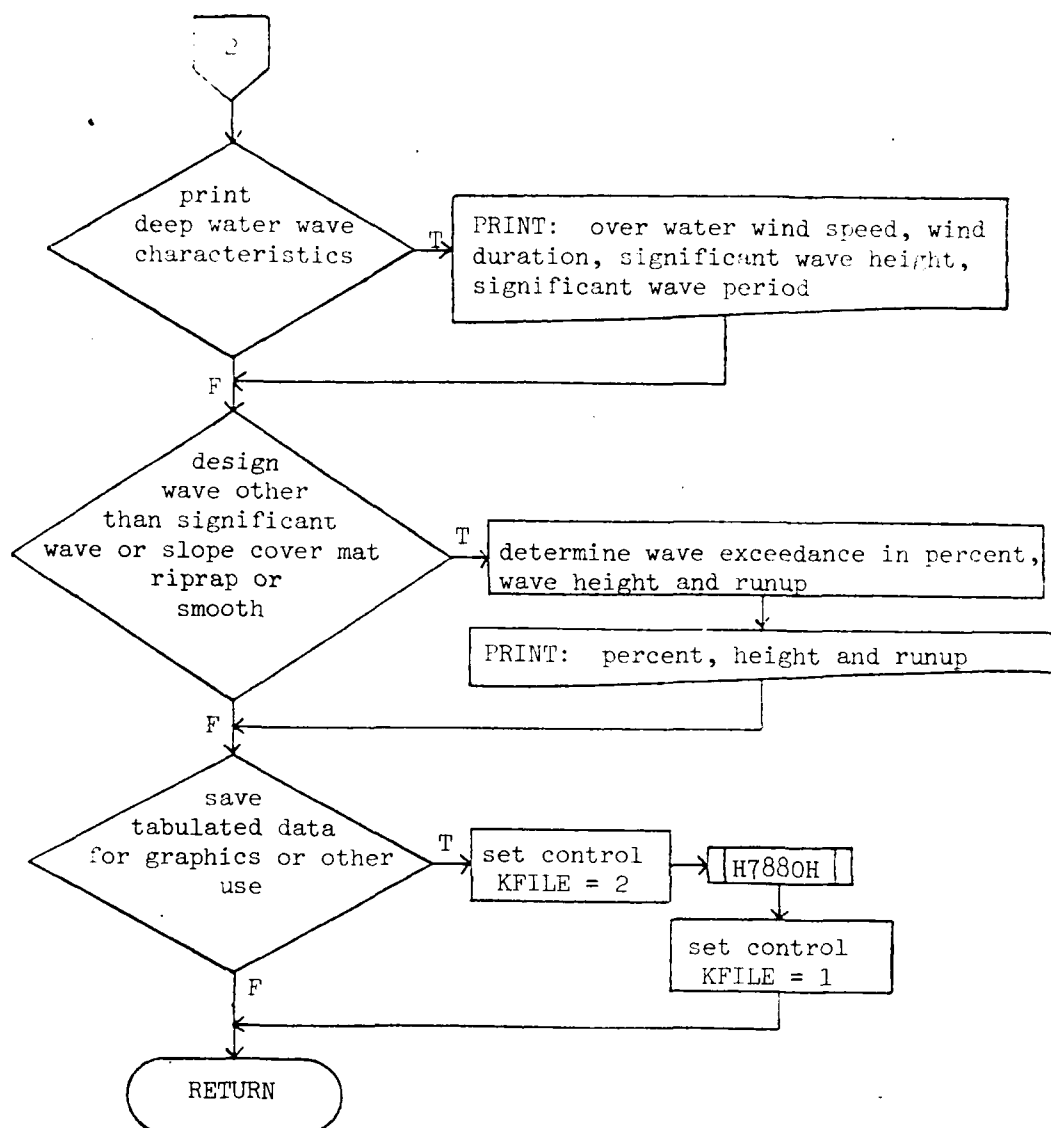 2
print
deep water wave
characteristics
T
PRINT: over water wind speed, wind
duration, significant wave height,
significant wave period
F
design
wave other
than significant
wave or slope cover mat
riprap or
smooth
T
determine wave exceedance in percent,
wave height and runup
PRINT: percent, height and runup
F
save
tabulated data
for graphics or other
use
T
set control
KFILE = 2
H7880H
set control
KFILE = 1
F
RETURN